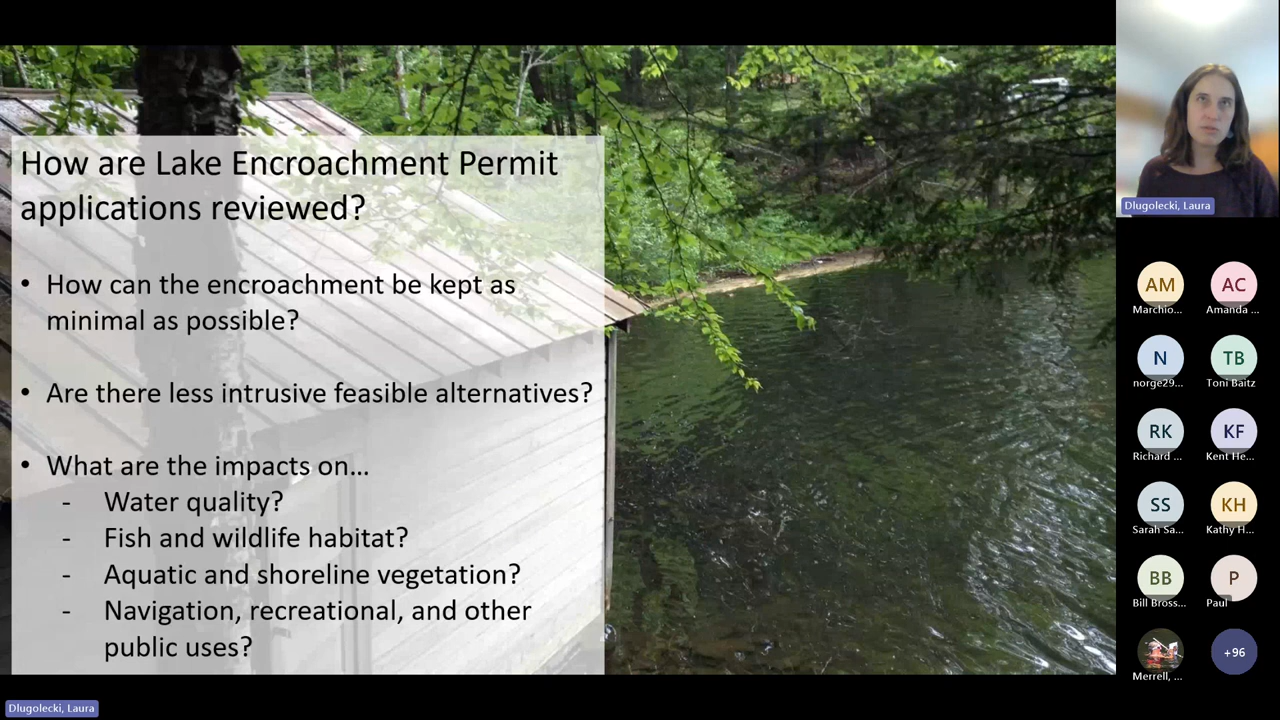 How are Lake Encroachment Permit
applications reviewed?
• How can the encroachment be kept as
minimal as possible?
• Are there less intrusive feasible alternatives?
• What are the impacts on…
- Water quality?
- Fish and wildlife habitat?
- Aquatic and shoreline vegetation?
- Navigation, recreational, and other
public uses?
Dlugolecki, Laura
Dlugolecki, Laura
AM
Marchio...
AC
Amanda ...
N
norge29...
TB
Toni Baitz
RK
Richard ...
KF
Kent He...
SS
Sarah Sa...
KH
Kathy H...
BB
Bill Bross...
P
Paul
Merrell, ...
+96